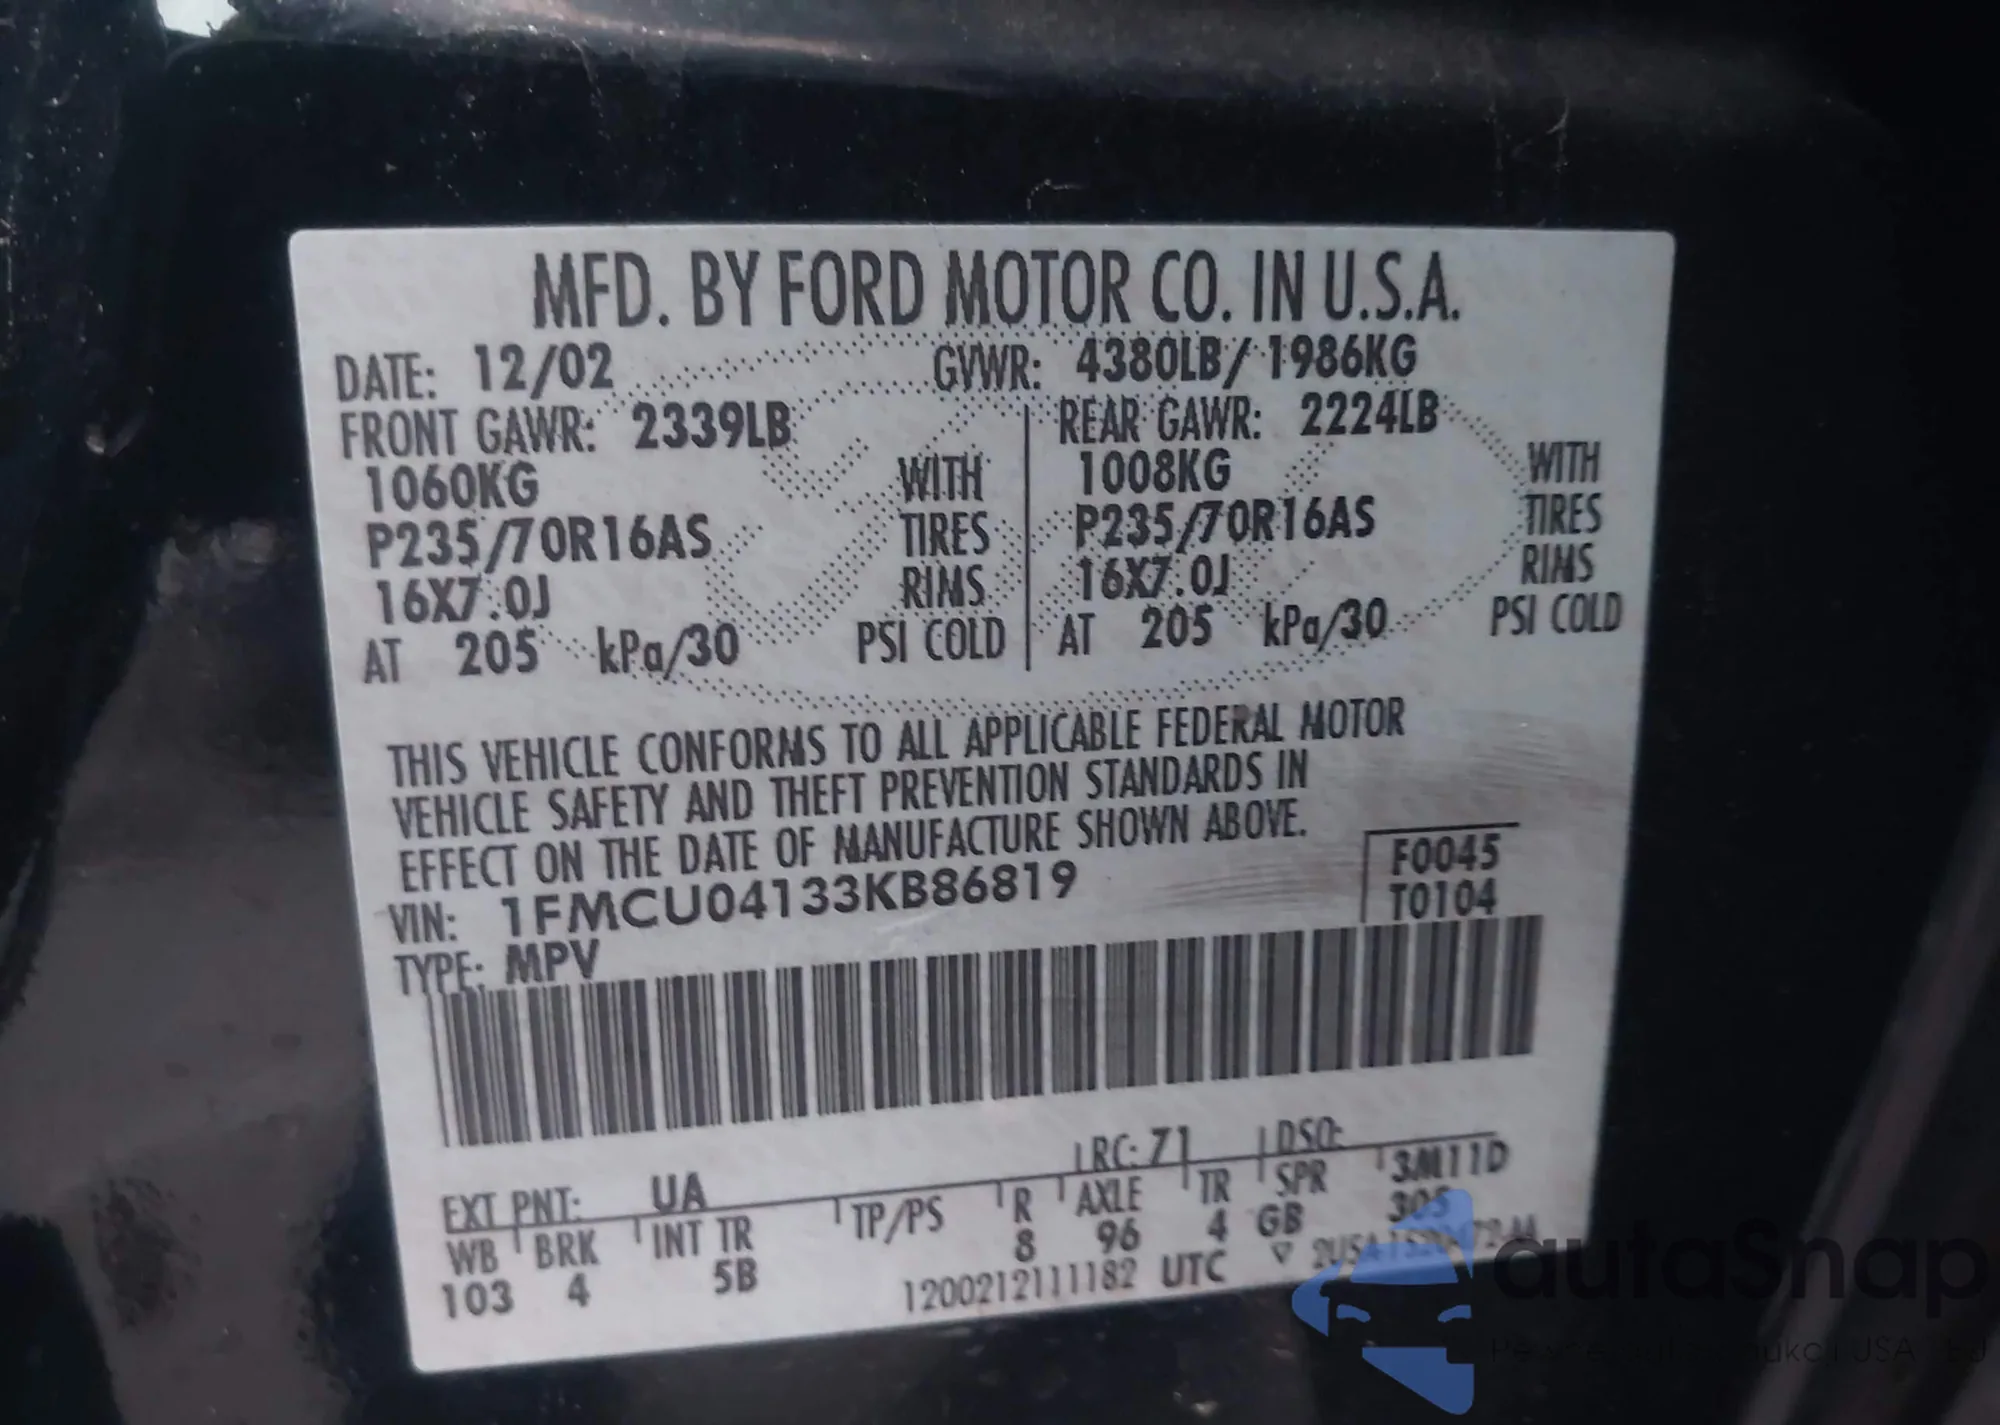 MFD. BY FORD MOTOR CO. IN U.S.A.
DATE: 12/02 GVWR: 4380LB/ 1986KG
FRONT GAWR: 2339LB REAR GAWR: 2224LB
1060KG WITH 1008KG WITH
P235/70R16AS TIRES P235/70R16AS TIRES
16X7.0J RIMS 16X7.0J RIMS
AT 205 kPa/30 PSI COLD AT 205 kPa/30 PSI COLD
THIS VEHICLE CONFORMS TO ALL APPLICABLE FEDERAL MOTOR
VEHICLE SAFETY AND THEFT PREVENTION STANDARDS IN
EFFECT ON THE DATE OF MANUFACTURE SHOWN ABOVE.
VIN: 1FMCU04133KB86819 F0045
TYPE: MPV T0104
EXT PNT: UA RC: 71 DSO:
WB BRK INT TR TP/PS R AXLE TR SPR 3M11D
103 4 5B 8 96 4 GB 305
1200212111182 UTC
autoSnap
USA